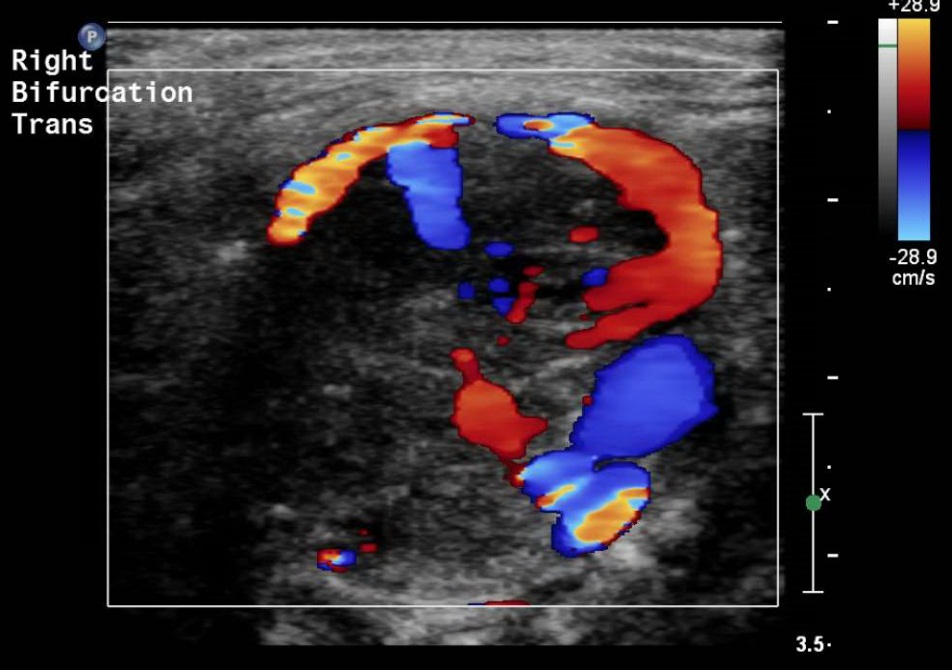 P
Right
Bifurcation
Trans
+28.9
-28.9
cm/s
x
3.5